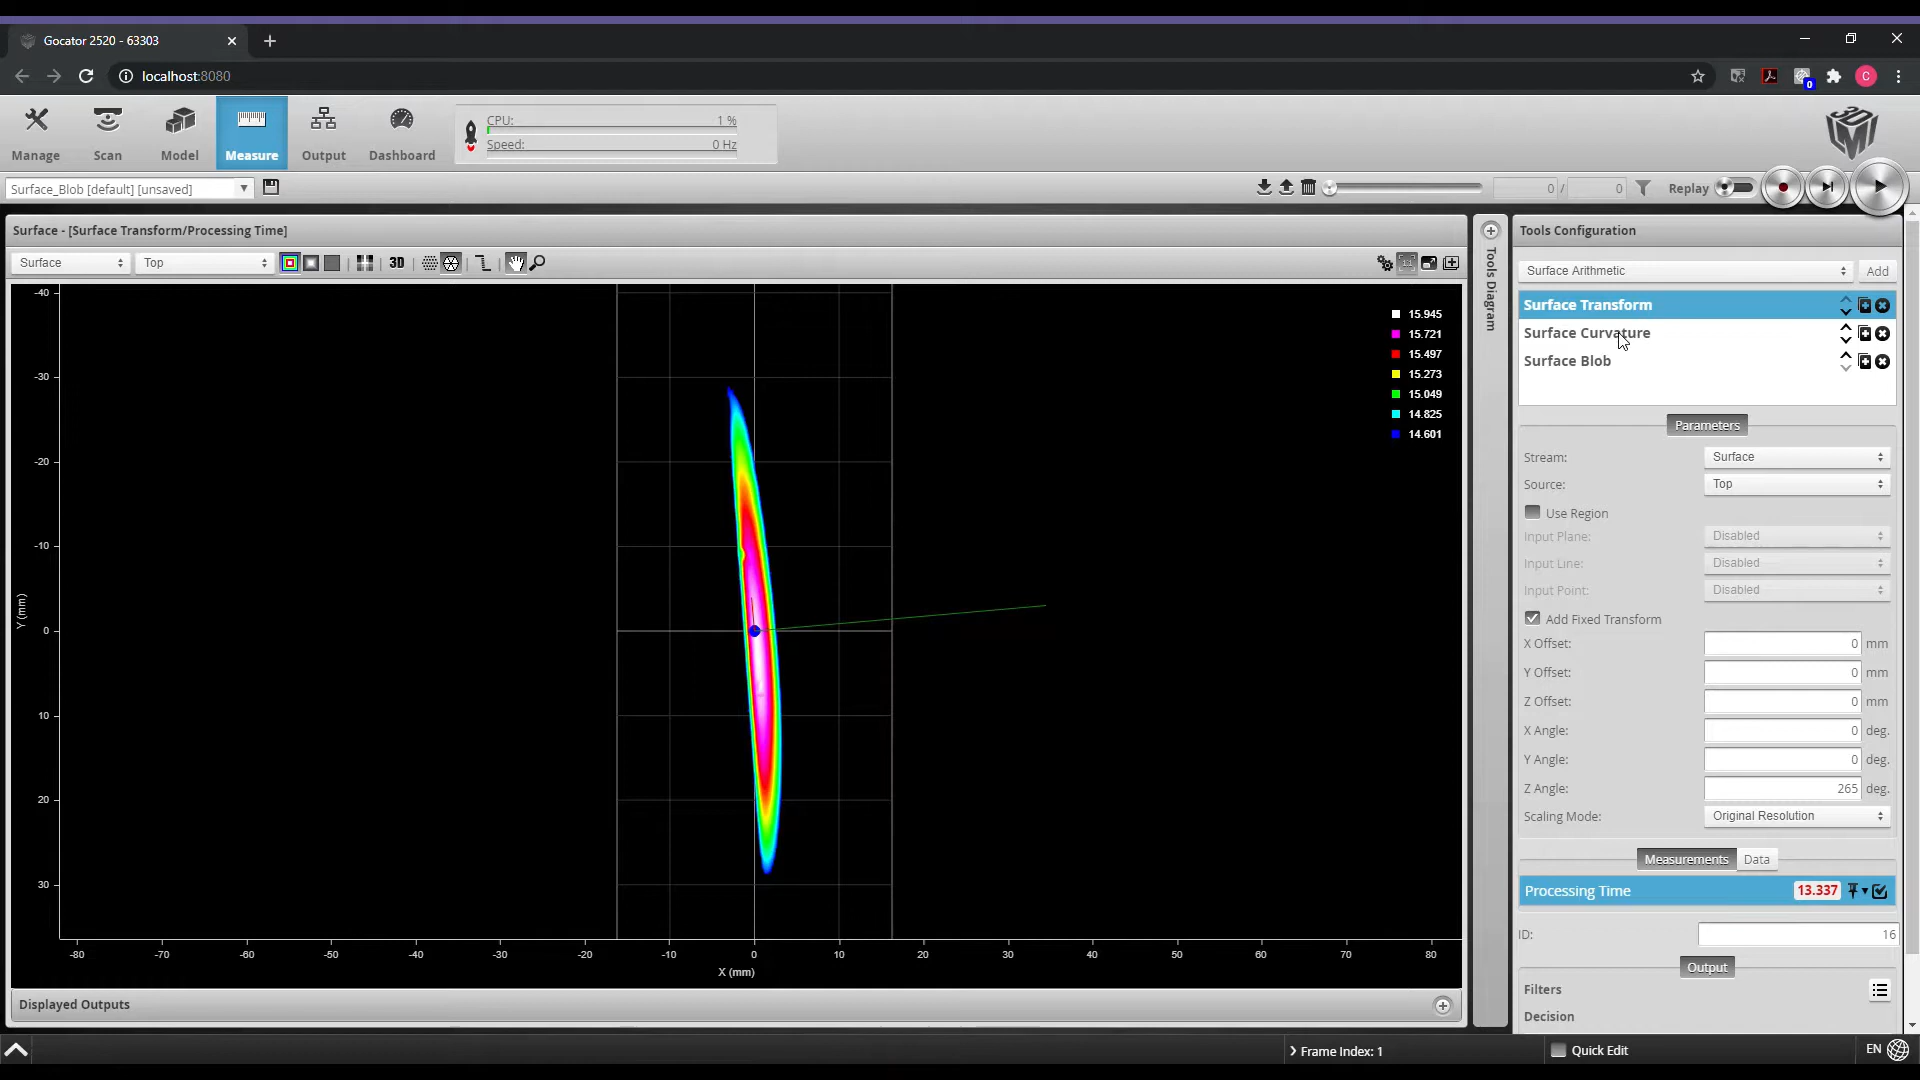 Gocator 2520 - 63303
localhost:8080
C
0
Manage
Scan
Model
Measure
Output
Dashboard
CPU: 1 %
Speed: 0 Hz
3D
Surface_Blob [default] [unsaved]
0 / 0
Replay
Surface - [Surface Transform/Processing Time]
Surface
Top
3D
-40
-30
-20
-10
0
10
20
30
Y (mm)
15.945
15.721
15.497
15.273
15.049
14.825
14.601
-80 -70 -60 -50 -40 -30 -20 -10 0 10 20 30 40 50 60 70 80
X (mm)
Displayed Outputs
Tools Diagram
Tools Configuration
Surface Arithmetic
Add
Surface Transform
Surface Curvature
Surface Blob
Parameters
Stream: Surface
Source: Top
Use Region
Input Plane: Disabled
Input Line: Disabled
Input Point: Disabled
Add Fixed Transform
X Offset: 0 mm
Y Offset: 0 mm
Z Offset: 0 mm
X Angle: 0 deg.
Y Angle: 0 deg.
Z Angle: 265 deg.
Scaling Mode: Original Resolution
Measurements Data
Processing Time 13.337
ID: 16
Output
Filters
Decision
Frame Index: 1
Quick Edit
EN